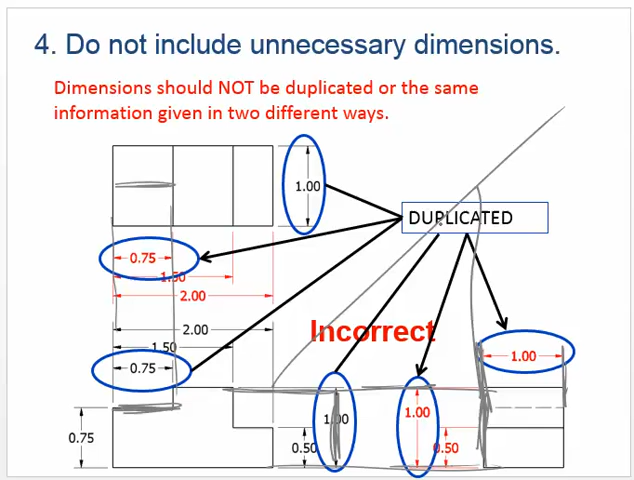 4. Do not include unnecessary dimensions.
Dimensions should NOT be duplicated or the same
information given in two different ways.
1.00
DUPLICATED
0.75
1.50
2.00
2.00
Incorrect
1.50
1.00
0.75
1.00
1.00
0.75
0.50
0.50